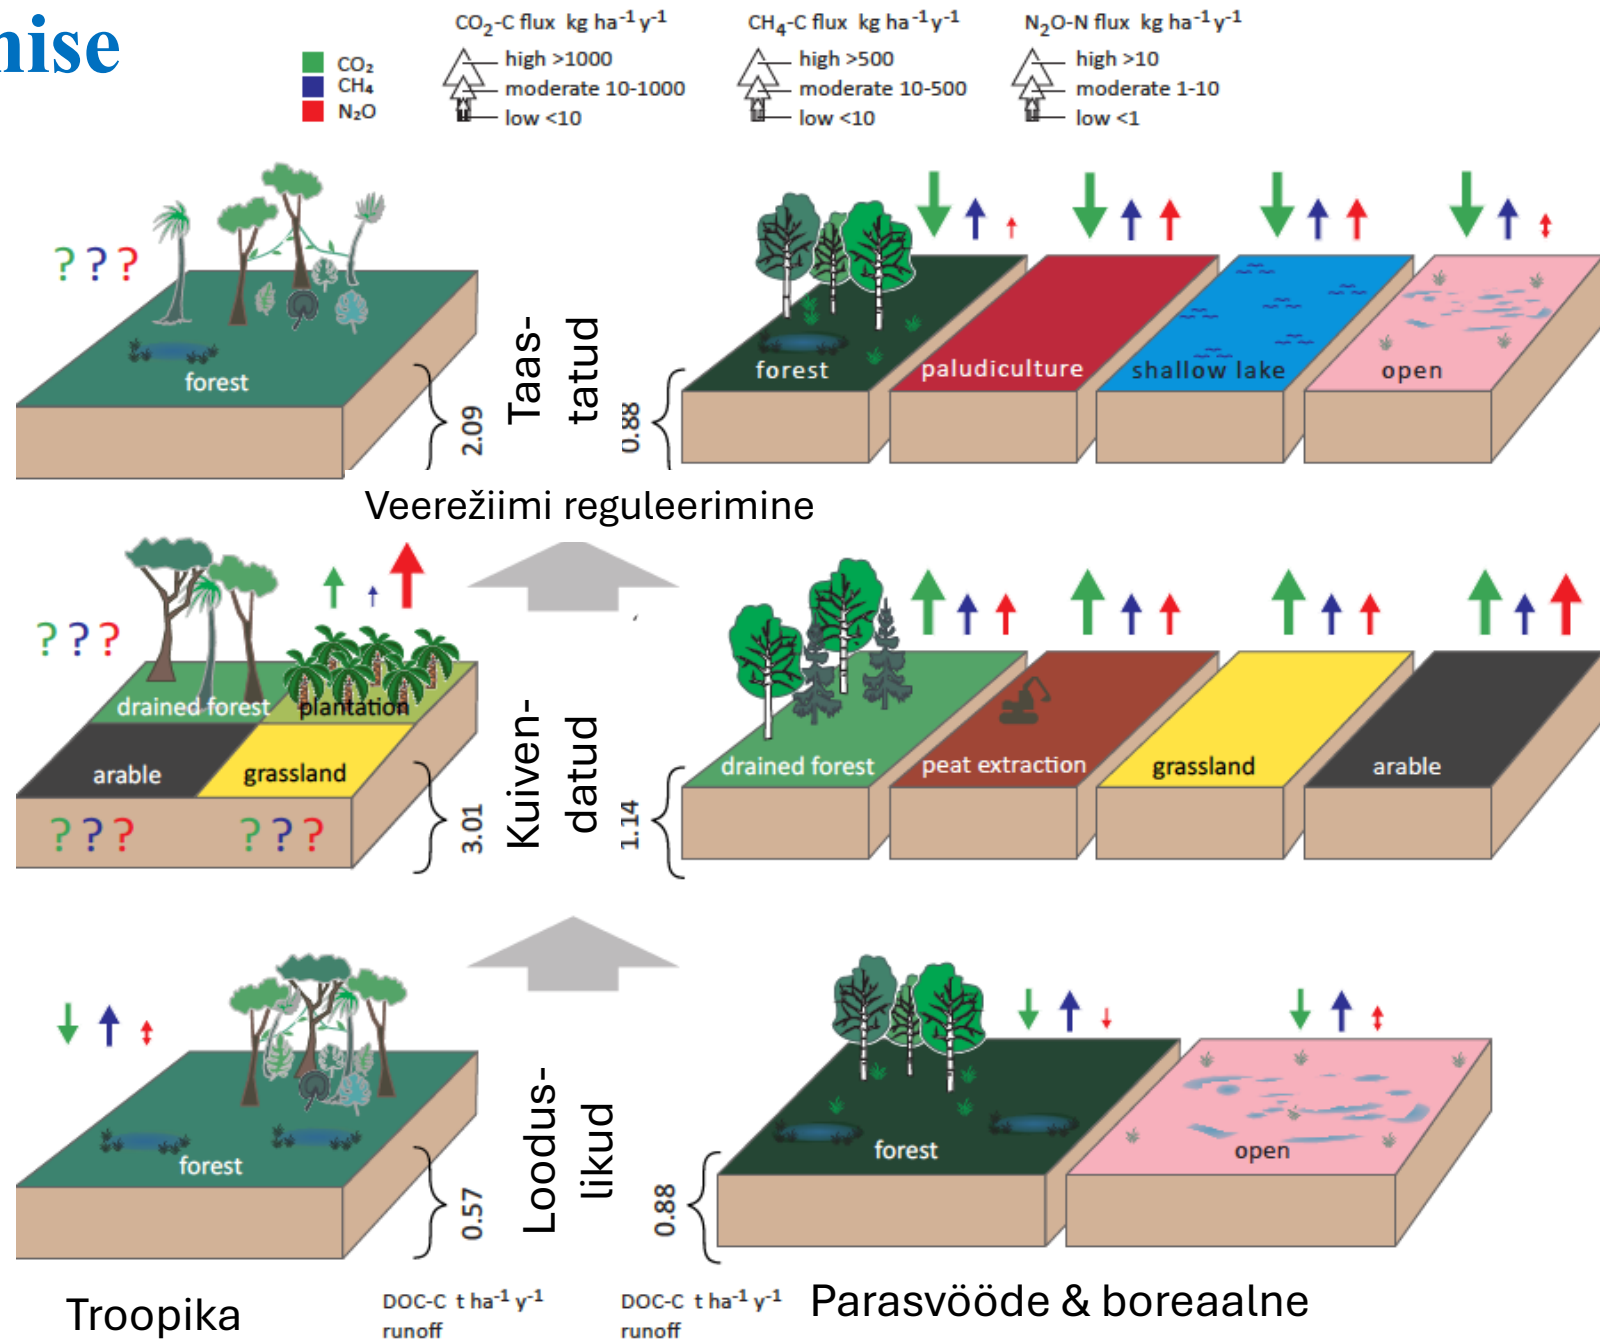 mise
CO₂
CH₄
N₂O
CO₂-C flux kg ha⁻¹ y⁻¹
high >1000
moderate 10-1000
low <10
CH₄-C flux kg ha⁻¹ y⁻¹
high >500
moderate 10-500
low <10
N₂O-N flux kg ha⁻¹ y⁻¹
high >10
moderate 1-10
low <1
? ? ?
forest
2.09
Taas-
tatud
0.88
forest
paludiculture
shallow lake
open
Veerežiimi reguleerimine
? ? ?
drained forest
plantation
arable
grassland
? ? ?
? ? ?
3.01
Kuiven-
datud
1.14
drained forest
peat extraction
grassland
arable
forest
0.57
Loodus-
likud
0.88
forest
open
Troopika
DOC-C t ha⁻¹ y⁻¹
runoff
DOC-C t ha⁻¹ y⁻¹
runoff
Parasvööde & boreaalne